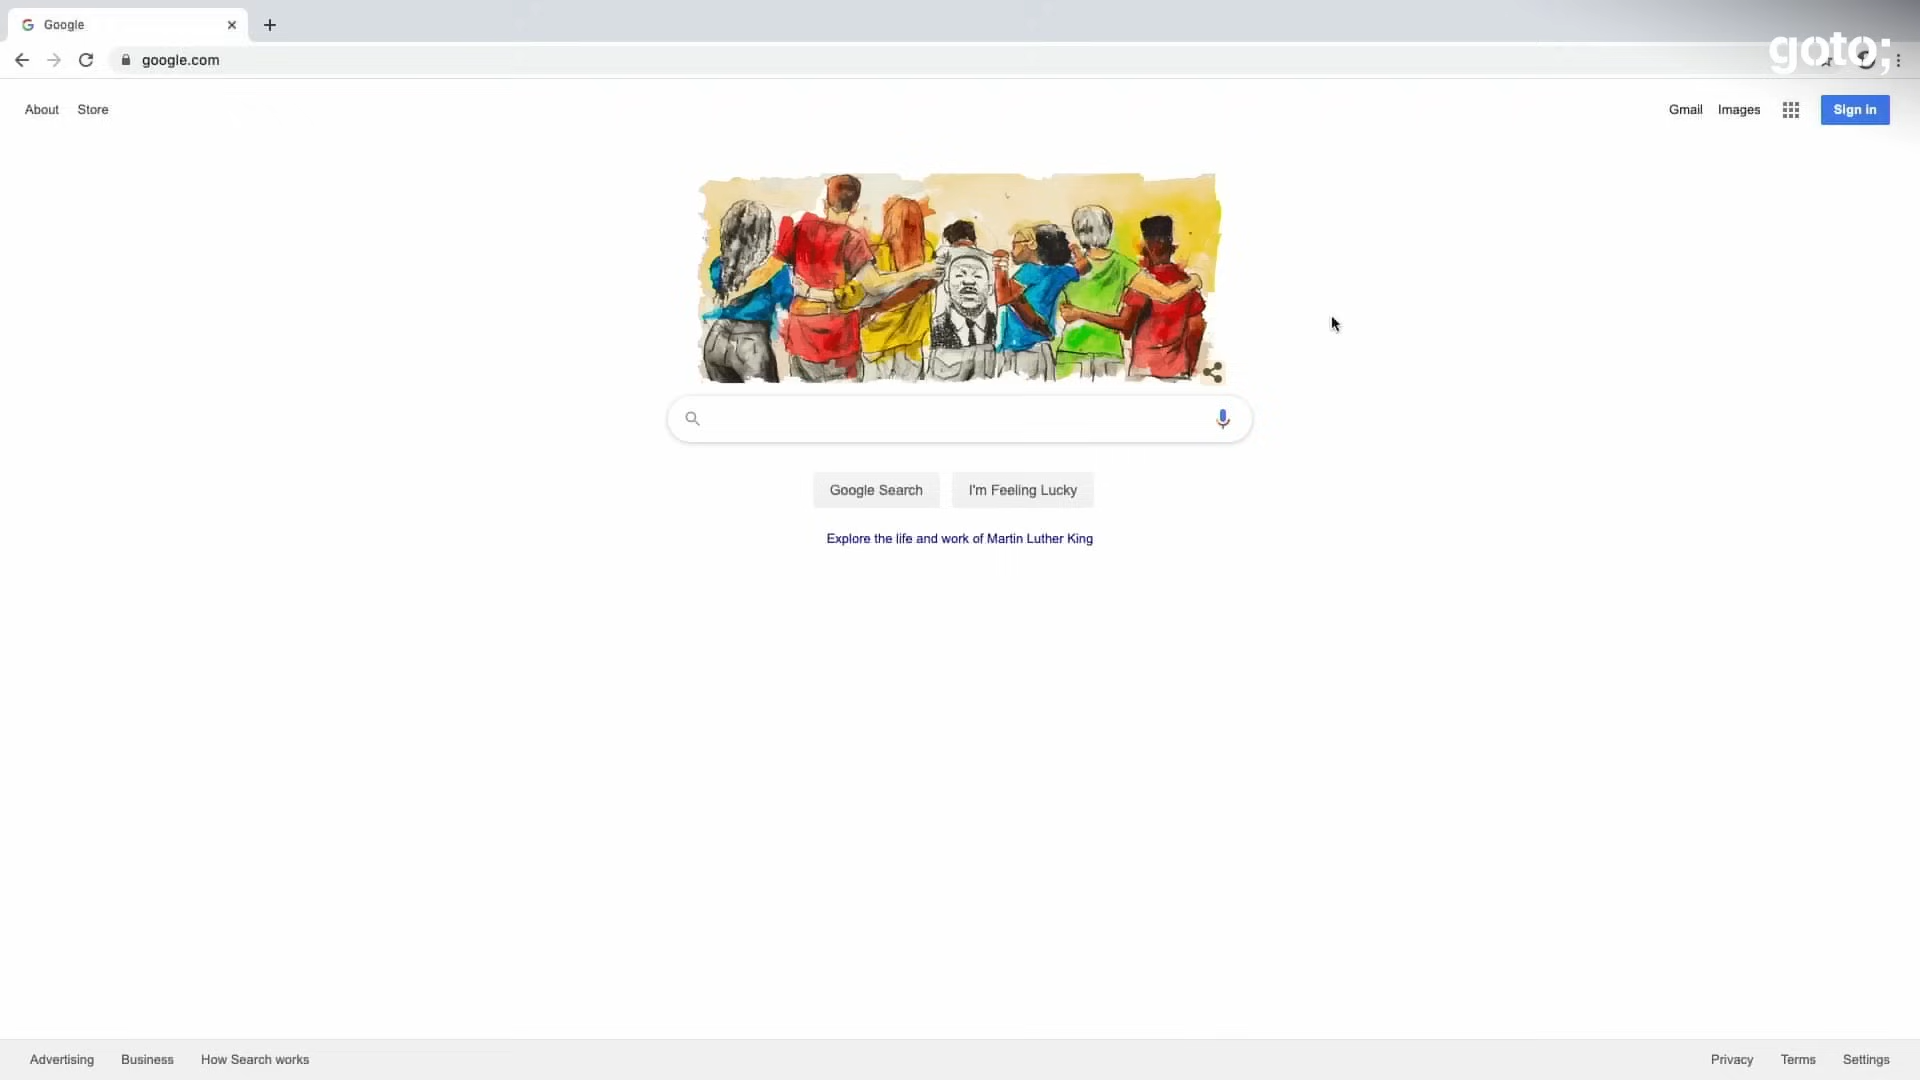 Google
goto;
google.com
About Store
Gmail Images Sign in
Google Search I'm Feeling Lucky
Explore the life and work of Martin Luther King
Advertising Business How Search works
Privacy Terms Settings